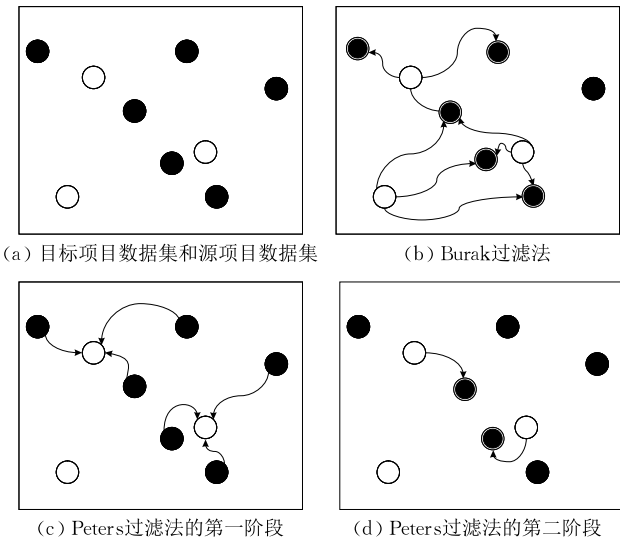 (a) 目标项目数据集和源项目数据集
(b) Burak过滤法
(c) Peters过滤法的第一阶段
(d) Peters过滤法的第二阶段